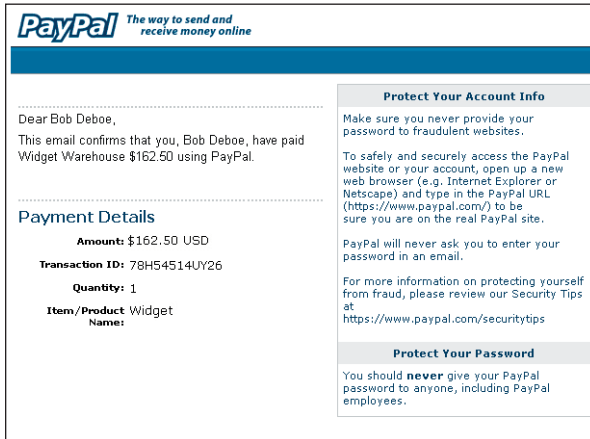 PayPal The way to send and
receive money online
Dear Bob Deboe,
This email confirms that you, Bob Deboe, have paid
Widget Warehouse $162.50 using PayPal.
Payment Details
Amount: $162.50 USD
Transaction ID: 78H54514UY26
Quantity: 1
Item/Product Widget
Name:
Protect Your Account Info
Make sure you never provide your
password to fraudulent websites.
To safely and securely access the PayPal
website or your account, open up a new
web browser (e.g. Internet Explorer or
Netscape) and type in the PayPal URL
(https://www.paypal.com/) to be
sure you are on the real PayPal site.
PayPal will never ask you to enter your
password in an email.
For more information on protecting yourself
from fraud, please review our Security Tips
at
https://www.paypal.com/securitytips
Protect Your Password
You should never give your PayPal
password to anyone, including PayPal
employees.